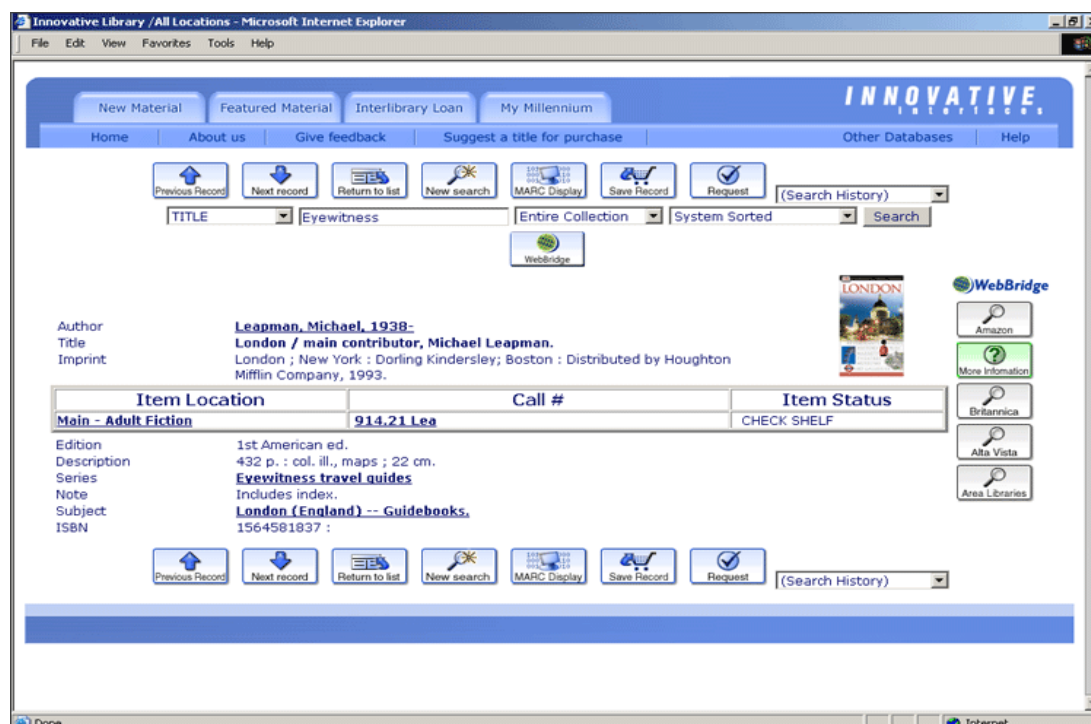 Innovative Library /All Locations - Microsoft Internet Explorer
File Edit View Favorites Tools Help
New Material Featured Material Interlibrary Loan My Millennium
INNOVATIVE
interfaces
Home About us Give feedback Suggest a title for purchase Other Databases Help
Previous Record Next record Return to list New search MARC Display Save Record Request (Search History)
TITLE Eyewitness Entire Collection System Sorted Search
WebBridge
LONDON
WebBridge
Amazon
More Infomation
Britannica
Alta Vista
Area Libraries
Author Leapman, Michael, 1938-
Title London / main contributor, Michael Leapman.
Imprint London ; New York : Dorling Kindersley; Boston : Distributed by Houghton
Mifflin Company, 1993.
Item Location Call # Item Status
Main - Adult Fiction 914.21 Lea CHECK SHELF
Edition 1st American ed.
Description 432 p. : col. ill., maps ; 22 cm.
Series Eyewitness travel guides
Note Includes index.
Subject London (England) -- Guidebooks.
ISBN 1564581837 :
Previous Record Next record Return to list New search MARC Display Save Record Request (Search History)
Done Internet